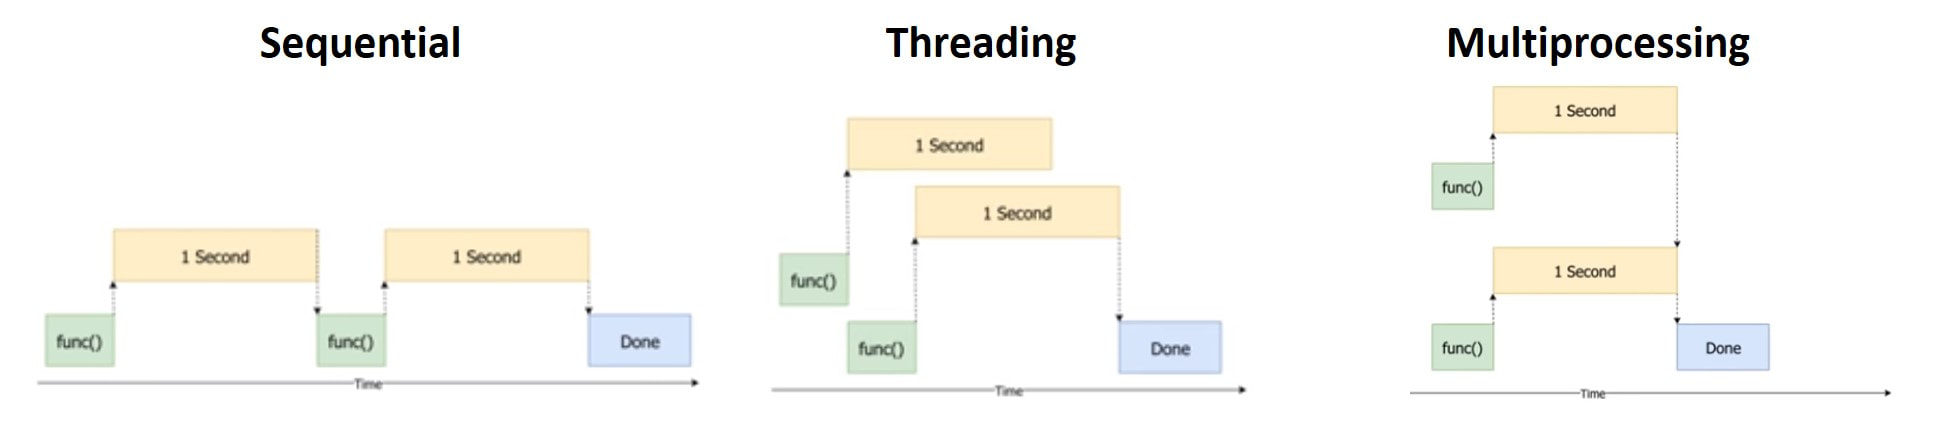 Sequential
1 Second
1 Second
func()
func()
Done
Time
Threading
1 Second
1 Second
func()
func()
Done
Time
Multiprocessing
1 Second
func()
1 Second
func()
Done
Time